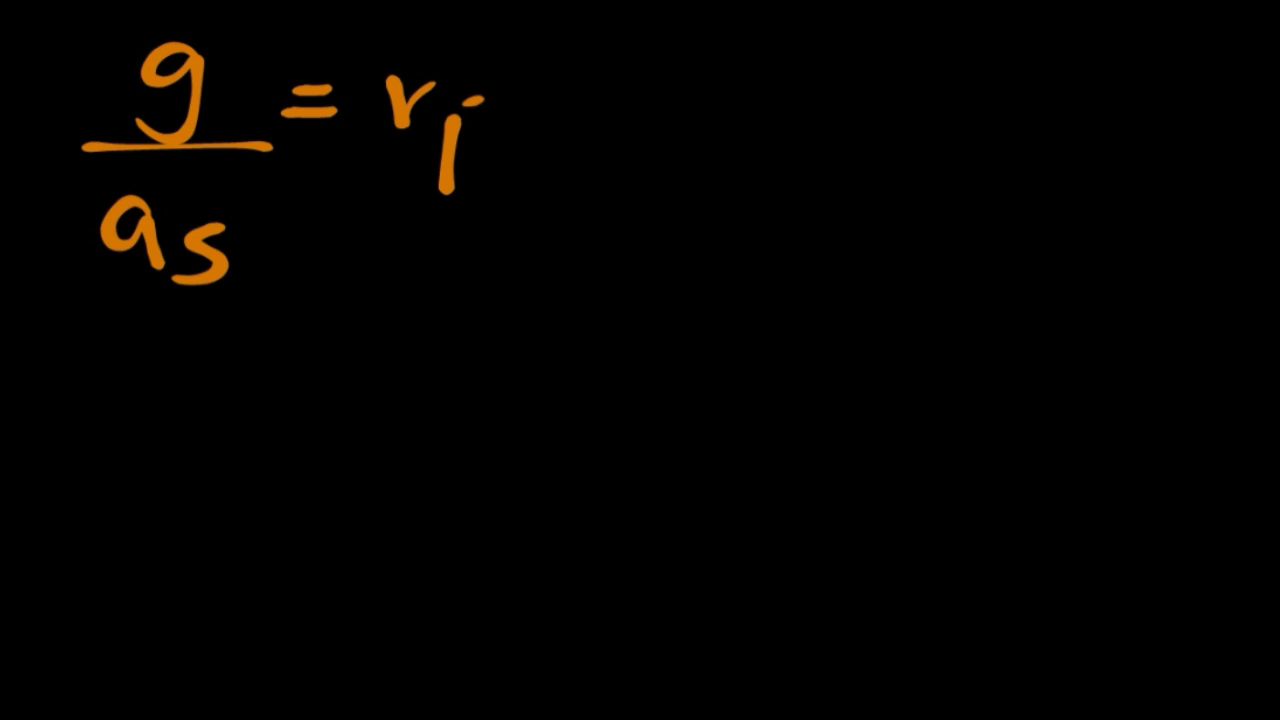 g
— = r_i
a_s